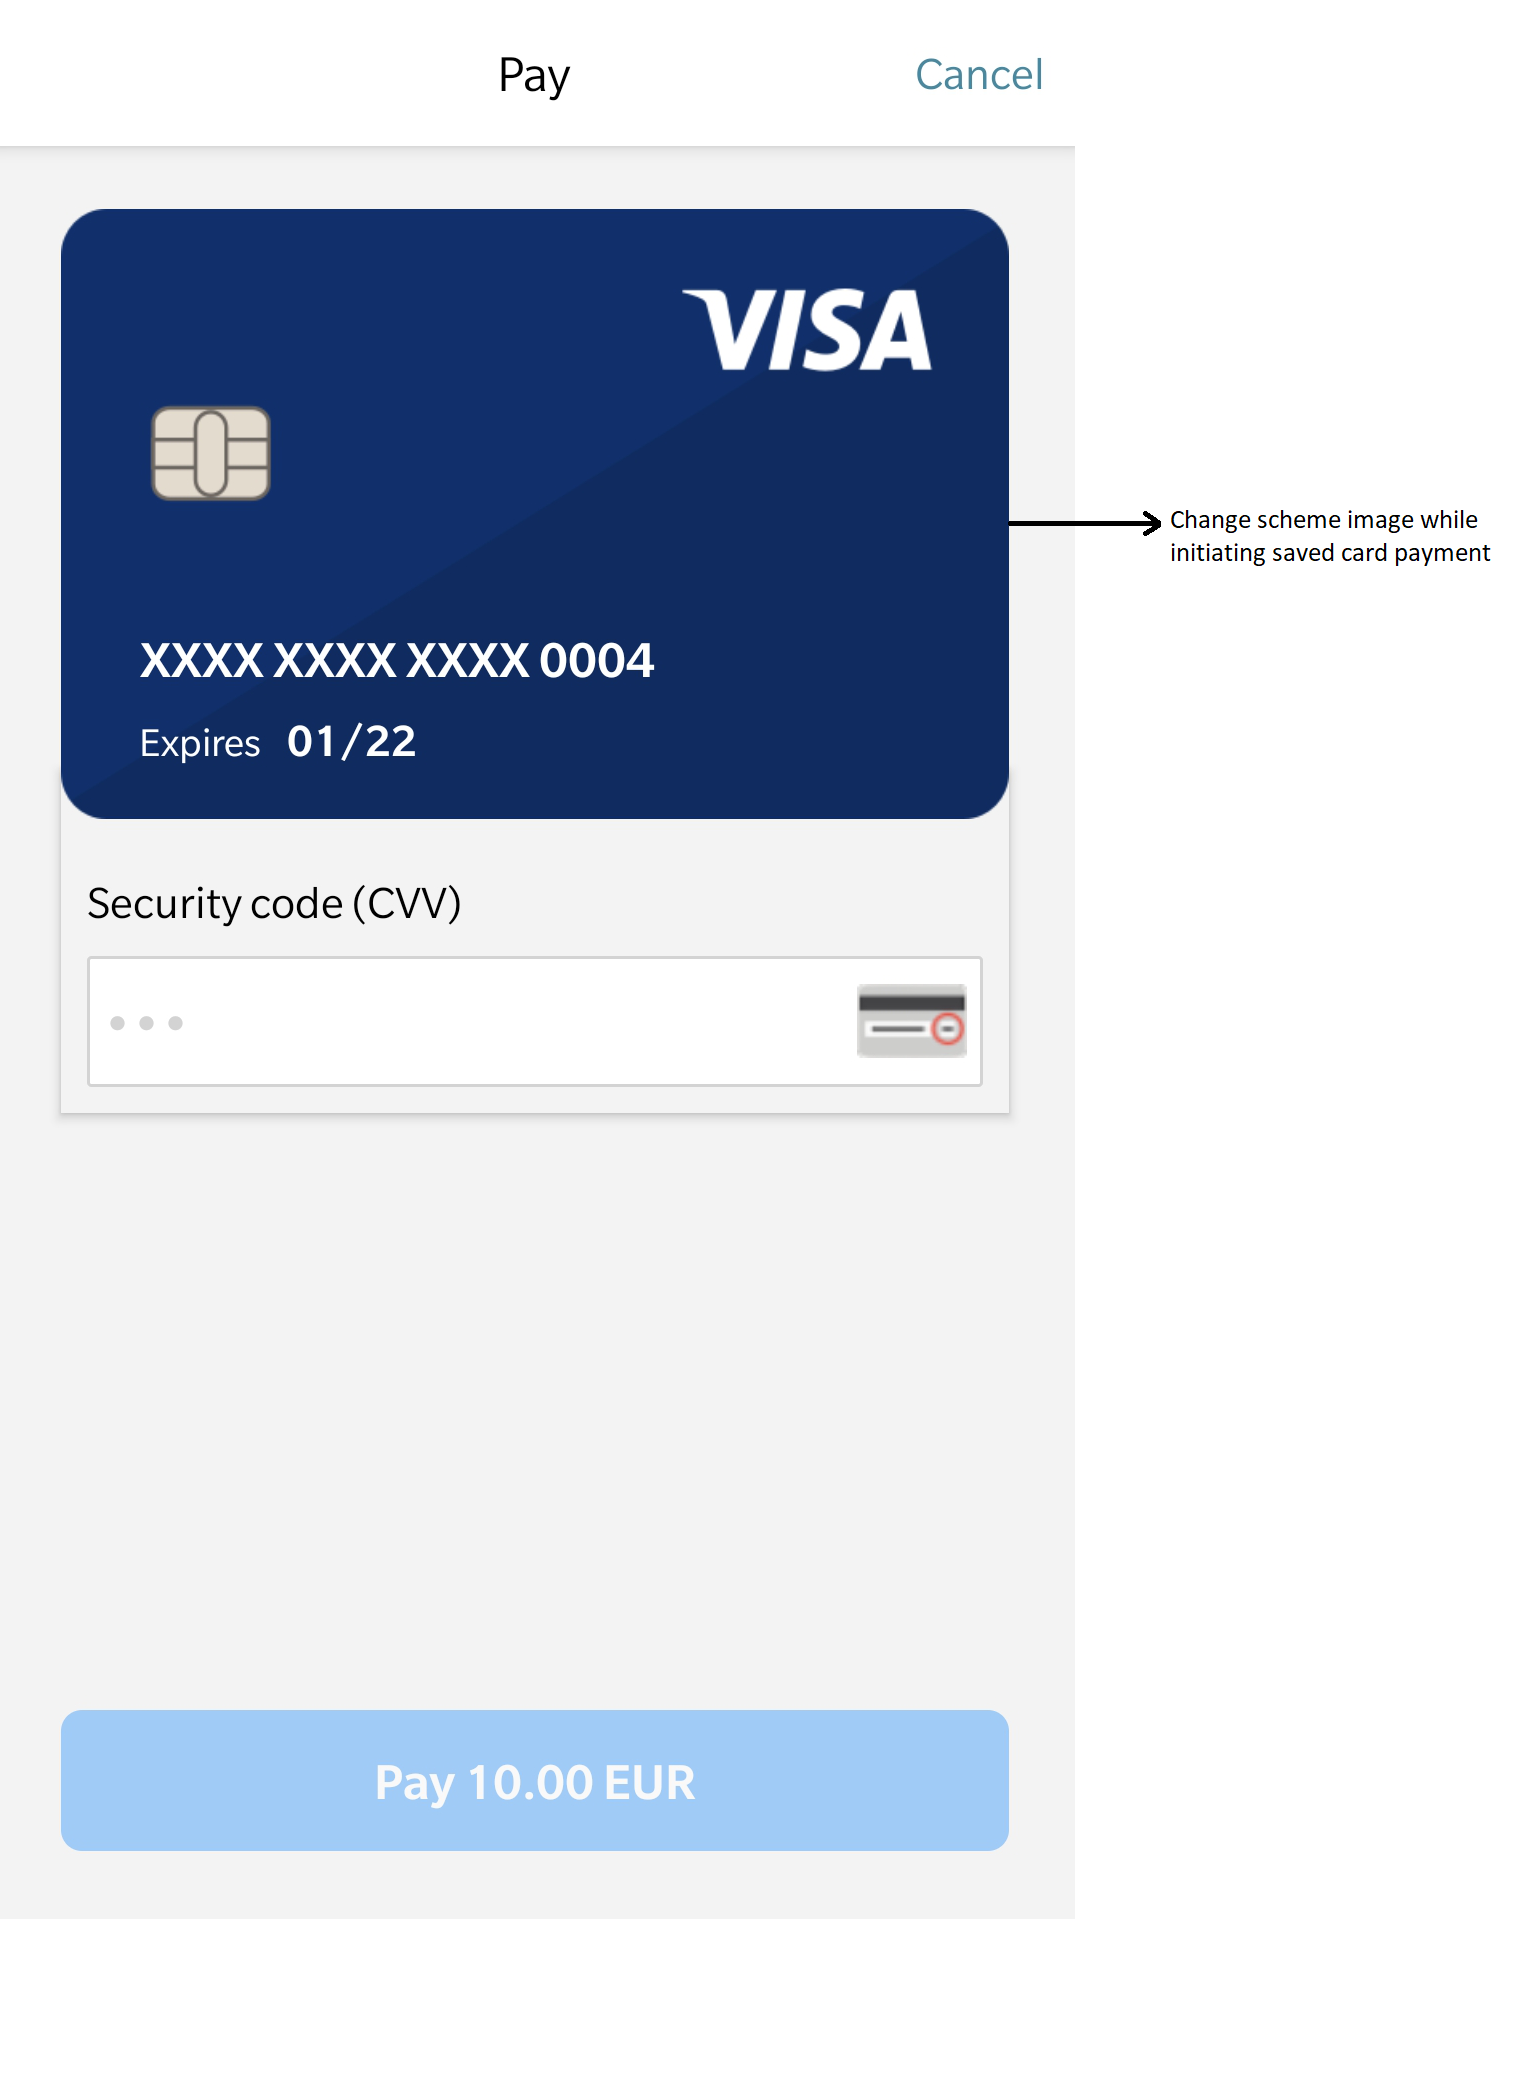 Pay
Cancel
VISA
Change scheme image while
initiating saved card payment
XXXX XXXX XXXX 0004
Expires 01/22
Security code (CVV)
Pay 10.00 EUR